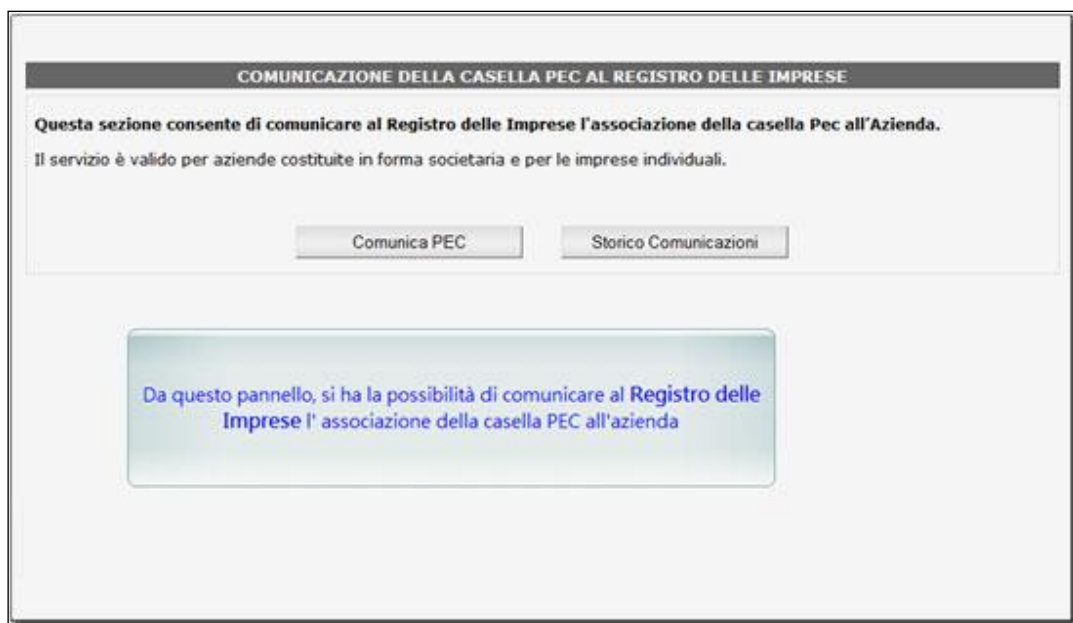 COMUNICAZIONE DELLA CASELLA PEC AL REGISTRO DELLE IMPRESE
Questa sezione consente di comunicare al Registro delle Imprese l'associazione della casella Pec all'Azienda.
Il servizio è valido per aziende costituite in forma societaria e per le imprese individuali.
Comunica PEC Storico Comunicazioni
Da questo pannello, si ha la possibilità di comunicare al Registro delle
Imprese l' associazione della casella PEC all'azienda